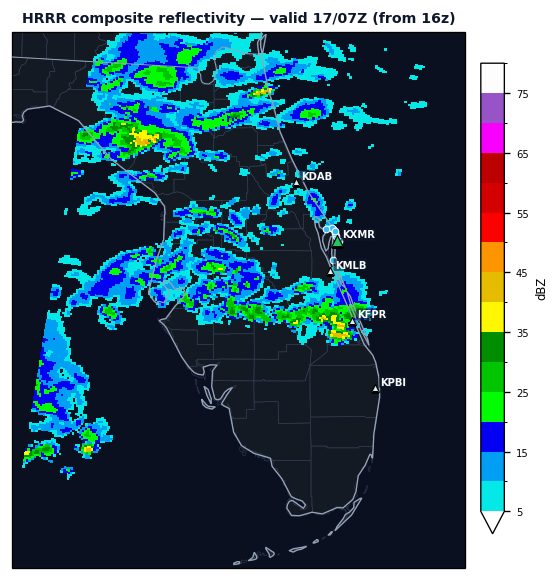 HRRR composite reflectivity — valid 17/07Z (from 16z)
KDAB
KXMR
KMLB
KFPR
KPBI
75
65
55
45
35
25
15
5
dBZ